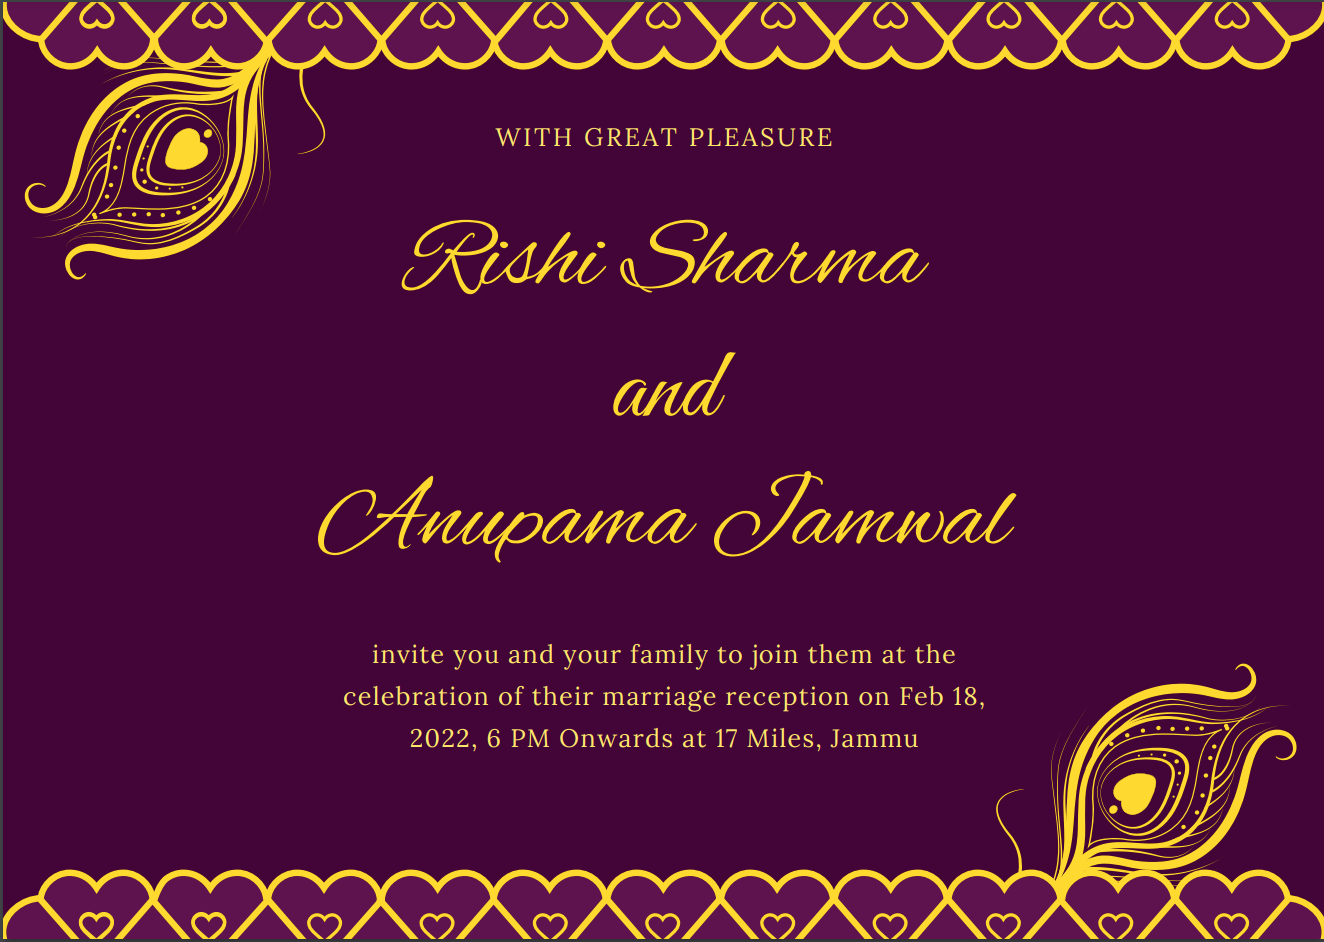 WITH GREAT PLEASURE
Rishi Sharma
and
Anupama Jamwal
invite you and your family to join them at the
celebration of their marriage reception on Feb 18,
2022, 6 PM Onwards at 17 Miles, Jammu